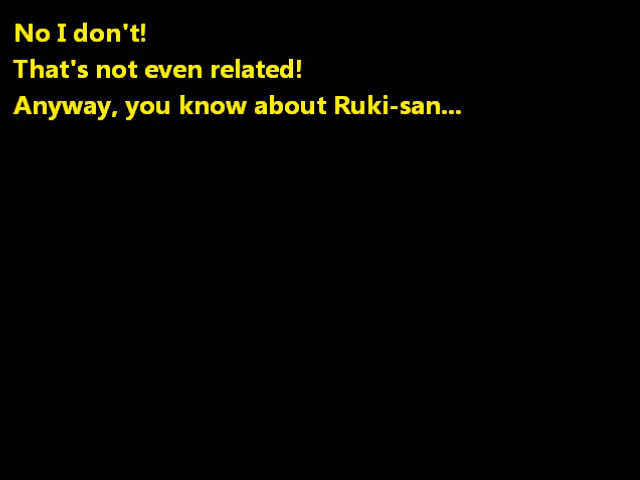 No I don't!
That's not even related!
Anyway, you know about Ruki-san...